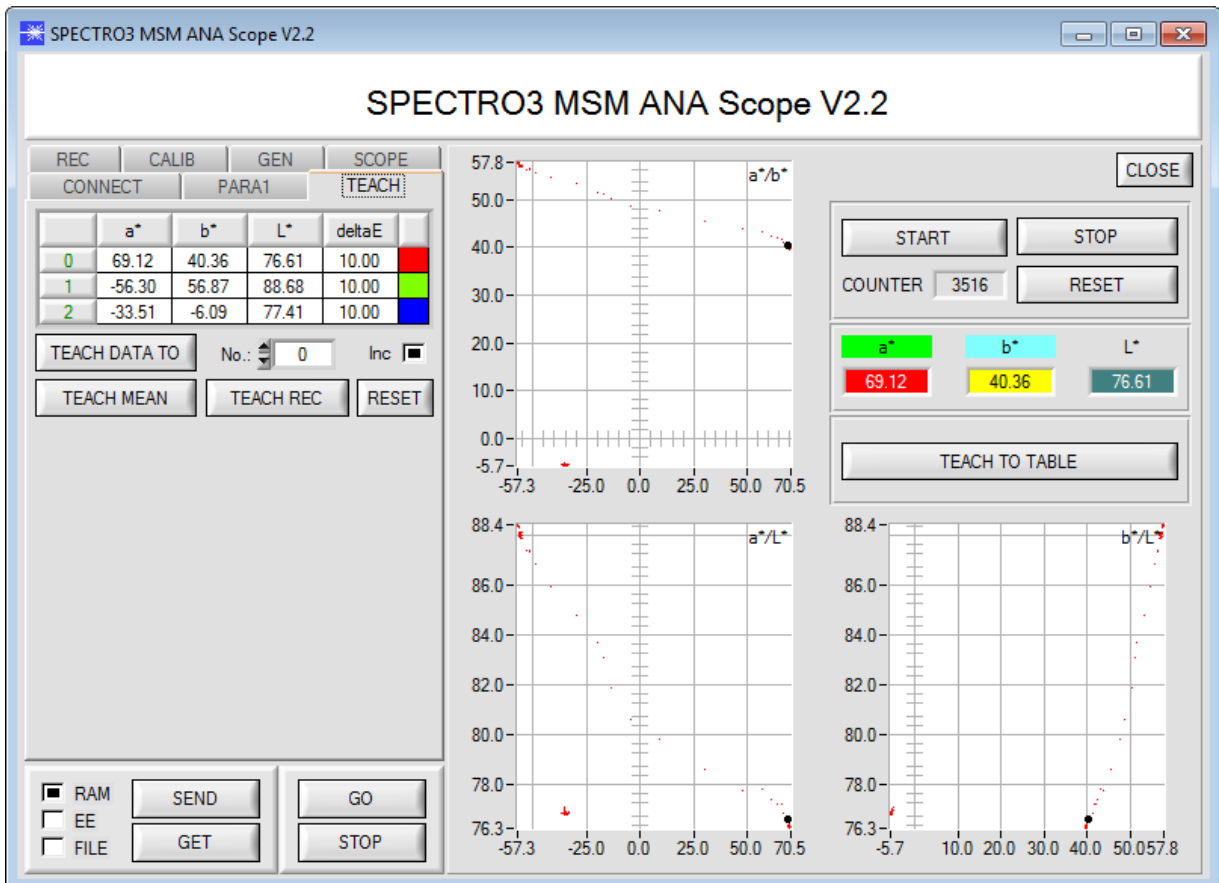 SPECTRO3 MSM ANA Scope V2.2
SPECTRO3 MSM ANA Scope V2.2
REC CALIB GEN SCOPE
CONNECT PARA1 TEACH
a* b* L* deltaE
0 69.12 40.36 76.61 10.00
1 -56.30 56.87 88.68 10.00
2 -33.51 -6.09 77.41 10.00
TEACH DATA TO No.: 0 Inc
TEACH MEAN TEACH REC RESET
RAM
EE
FILE
SEND
GET
GO
STOP
a*/b*
57.8
50.0
40.0
30.0
20.0
10.0
0.0
-5.7
-57.3 -25.0 0.0 25.0 50.0 70.5
CLOSE
START STOP
COUNTER 3516 RESET
a* b* L*
69.12 40.36 76.61
TEACH TO TABLE
a*/L*
88.4
86.0
84.0
82.0
80.0
78.0
76.3
-57.3 -25.0 0.0 25.0 50.0 70.5
b*/L*
88.4
86.0
84.0
82.0
80.0
78.0
76.3
-5.7 10.0 20.0 30.0 40.0 50.0 57.8